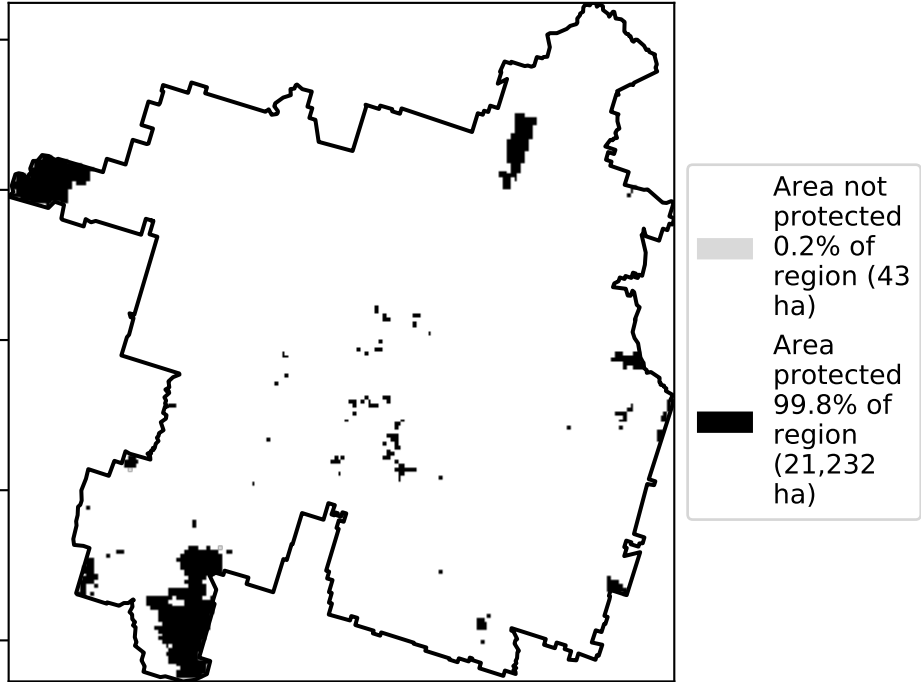 Area not
protected
0.2% of
region (43
ha)
Area
protected
99.8% of
region
(21,232
ha)